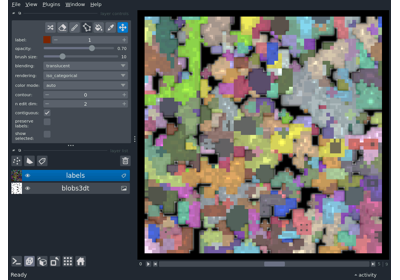 File View Plugins Window Help
label: 1
opacity: 0.70
brush size: 10
blending: translucent
rendering: iso_categorical
color mode: auto
contour: 0
n edit dim: 2
contiguous:
preserve labels:
show selected:
labels
blobs3dt
Ready
activity